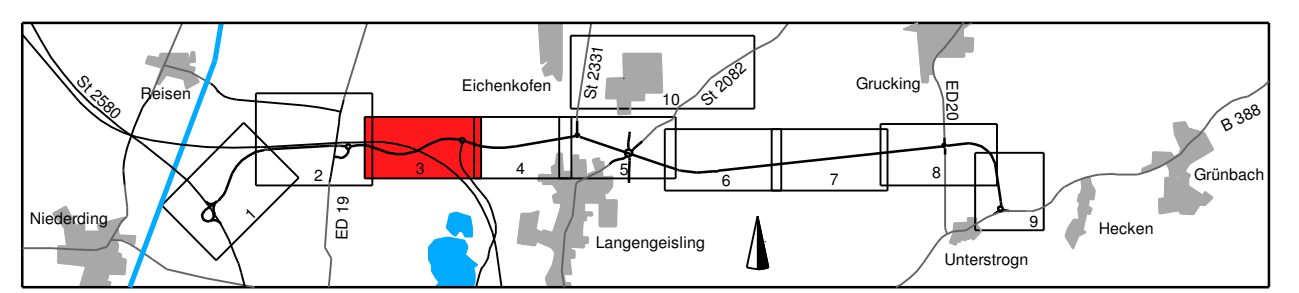 Eichenkofen
St 2331
St 2082
10
Grucking
ED20
B 388
St 2580
Reisen
1
2
3
4
5
6
7
8
9
Grünbach
Niederding
ED 19
Langengeisling
Hecken
Unterstrogn